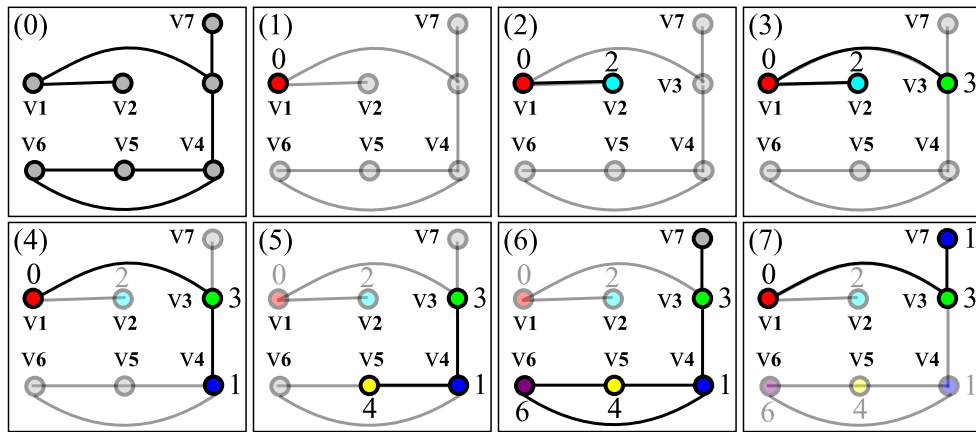 (0) V7
V1 V2
V6 V5 V4
(1) V7
0
V1 V2
V6 V5 V4
(2) V7
0 2
V1 V2 V3
V6 V5 V4
(3) V7
0 2
V1 V2 V3 3
V6 V5 V4
(4) V7
0 2
V1 V2 V3 3
V6 V5 V4
1
(5) V7
0 2
V1 V2 V3 3
V6 V5 V4
4 1
(6) V7
0 2
V1 V2 V3 3
V6 V5 V4
6 4 1
(7) V7 1
0 2
V1 V2 V3 3
V6 V5 V4
6 4 1